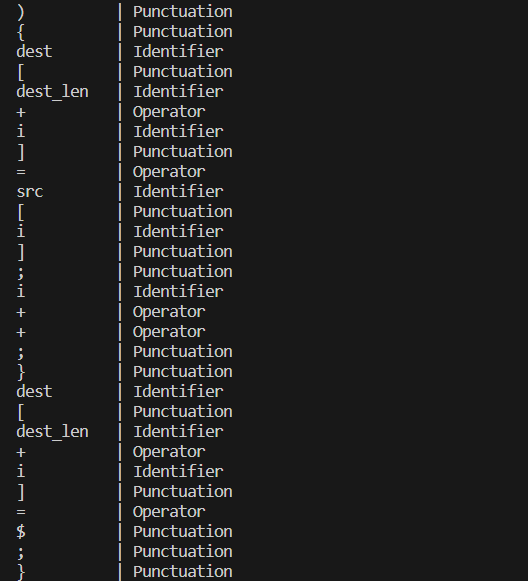 ) | Punctuation
{ | Punctuation
dest | Identifier
[ | Punctuation
dest_len | Identifier
+ | Operator
i | Identifier
] | Punctuation
= | Operator
src | Identifier
[ | Punctuation
i | Identifier
] | Punctuation
; | Punctuation
i | Identifier
+ | Operator
+ | Operator
; | Punctuation
} | Punctuation
dest | Identifier
[ | Punctuation
dest_len | Identifier
+ | Operator
i | Identifier
] | Punctuation
= | Operator
$ | Punctuation
; | Punctuation
} | Punctuation